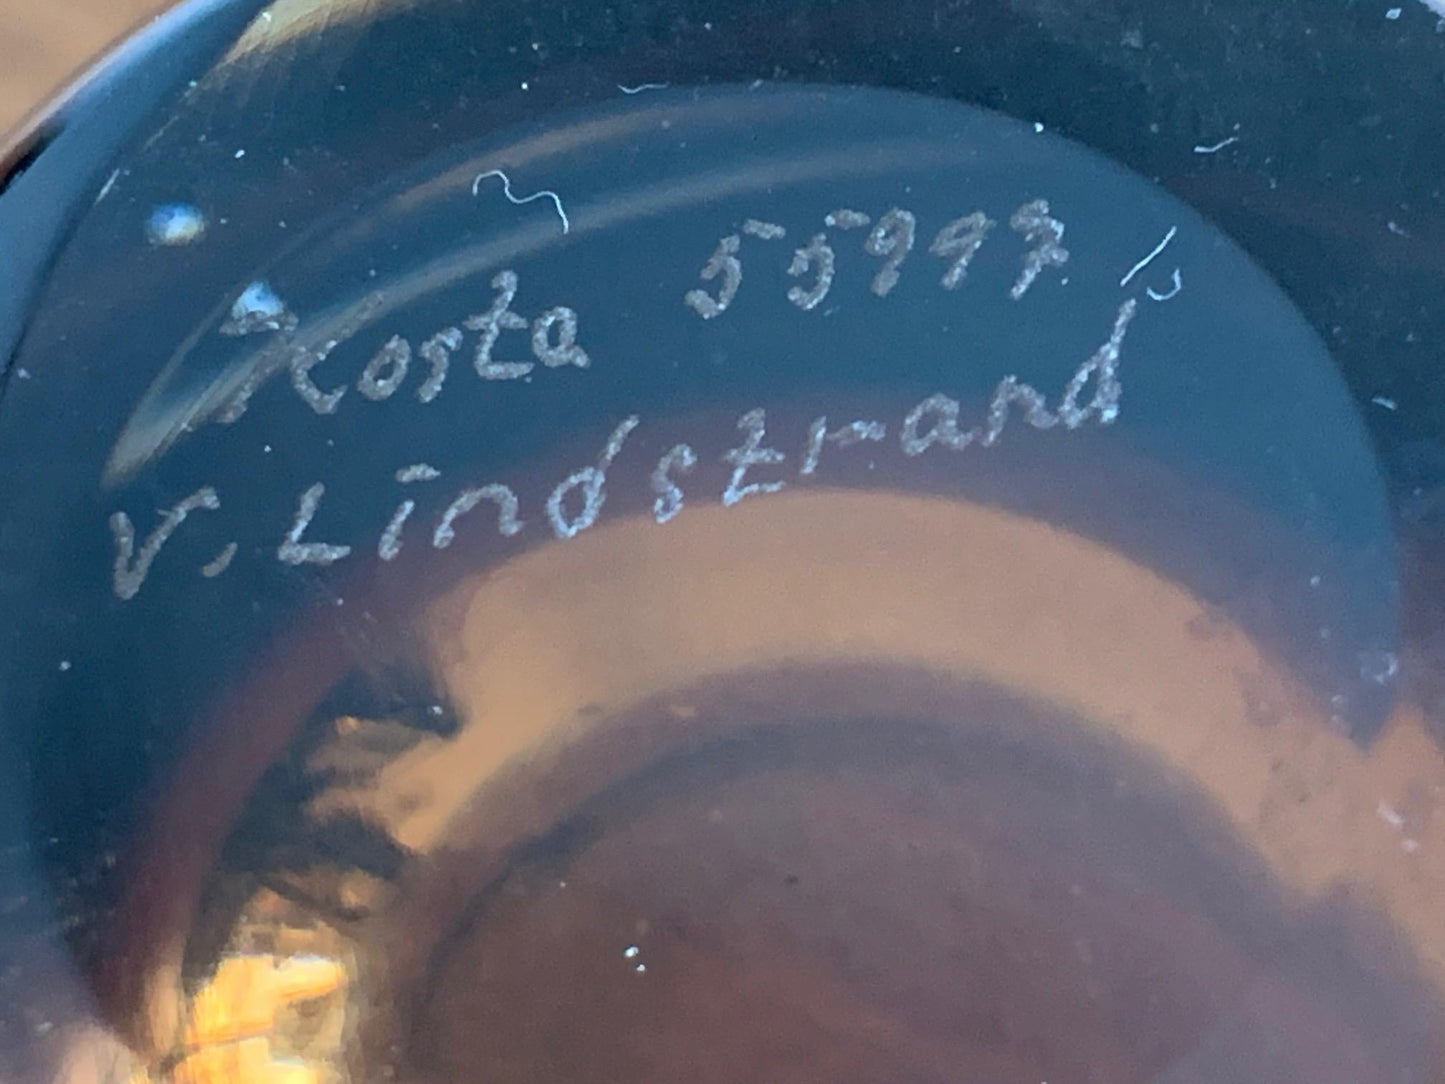 Kosta 55997
V. Lindstrand